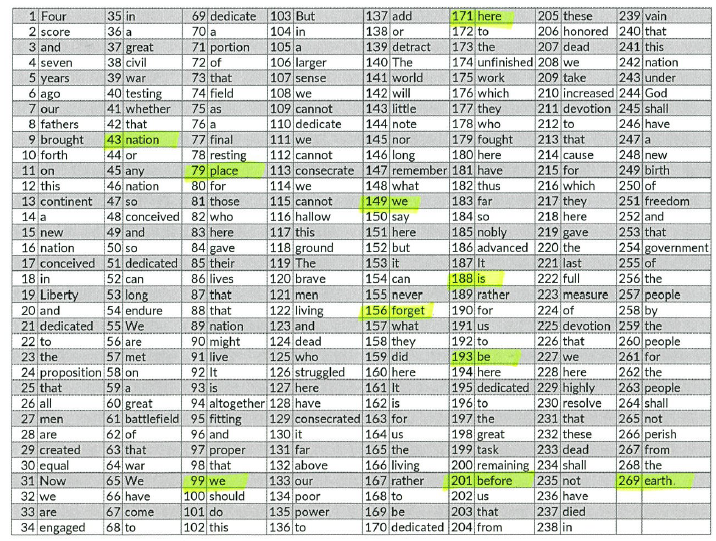 1 Four 35 in 69 dedicate 103 But 137 add 171 here 205 these 239 vain
2 score 36 a 70 a 104 in 138 or 172 to 206 honored 240 that
3 and 37 great 71 portion 105 a 139 detract 173 the 207 dead 241 this
4 seven 38 civil 72 of 106 larger 140 The 174 unfinished 208 we 242 nation
5 years 39 war 73 that 107 sense 141 world 175 work 209 take 243 under
6 ago 40 testing 74 field 108 we 142 will 176 which 210 increased 244 God
7 our 41 whether 75 as 109 cannot 143 little 177 they 211 devotion 245 shall
8 fathers 42 that 76 a 110 dedicate 144 note 178 who 212 to 246 have
9 brought 43 nation 77 final 111 we 145 nor 179 fought 213 that 247 a
10 forth 44 or 78 resting 112 cannot 146 long 180 here 214 cause 248 new
11 on 45 any 79 place 113 consecrate 147 remember 181 have 215 for 249 birth
12 this 46 nation 80 for 114 we 148 what 182 thus 216 which 250 of
13 continent 47 so 81 those 115 cannot 149 we 183 far 217 they 251 freedom
14 a 48 conceived 82 who 116 hallow 150 say 184 so 218 here 252 and
15 new 49 and 83 here 117 this 151 here 185 nobly 219 gave 253 that
16 nation 50 so 84 gave 118 ground 152 but 186 advanced 220 the 254 government
17 conceived 51 dedicated 85 their 119 The 153 it 187 It 221 last 255 of
18 in 52 can 86 lives 120 brave 154 can 188 is 222 full 256 the
19 Liberty 53 long 87 that 121 men 155 never 189 rather 223 measure 257 people
20 and 54 endure 88 that 122 living 156 forget 190 for 224 of 258 by
21 dedicated 55 We 89 nation 123 and 157 what 191 us 225 devotion 259 the
22 to 56 are 90 might 124 dead 158 they 192 to 226 that 260 people
23 the 57 met 91 live 125 who 159 did 193 be 227 we 261 for
24 proposition 58 on 92 It 126 struggled 160 here 194 here 228 here 262 the
25 that 59 a 93 is 127 here 161 It 195 dedicated 229 highly 263 people
26 all 60 great 94 altogether 128 have 162 is 196 to 230 resolve 264 shall
27 men 61 battlefield 95 fitting 129 consecrated 163 for 197 the 231 that 265 not
28 are 62 of 96 and 130 it 164 us 198 great 232 these 266 perish
29 created 63 that 97 proper 131 far 165 the 199 task 233 dead 267 from
30 equal 64 war 98 that 132 above 166 living 200 remaining 234 shall 268 the
31 Now 65 We 99 we 133 our 167 rather 201 before 235 not 269 earth.
32 we 66 have 100 should 134 poor 168 to 202 us 236 have
33 are 67 come 101 do 135 power 169 be 203 that 237 died
34 engaged 68 to 102 this 136 to 170 dedicated 204 from 238 in